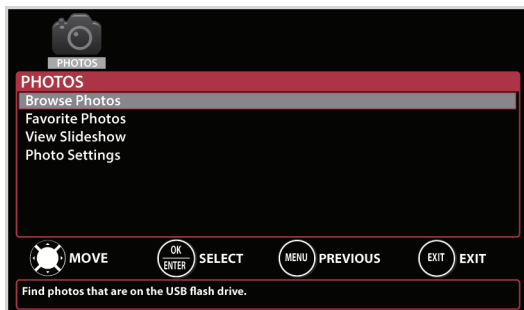 PHOTOS
PHOTOS
Browse Photos
Favorite Photos
View Slideshow
Photo Settings
MOVE OK ENTER SELECT MENU PREVIOUS EXIT EXIT
Find photos that are on the USB flash drive.